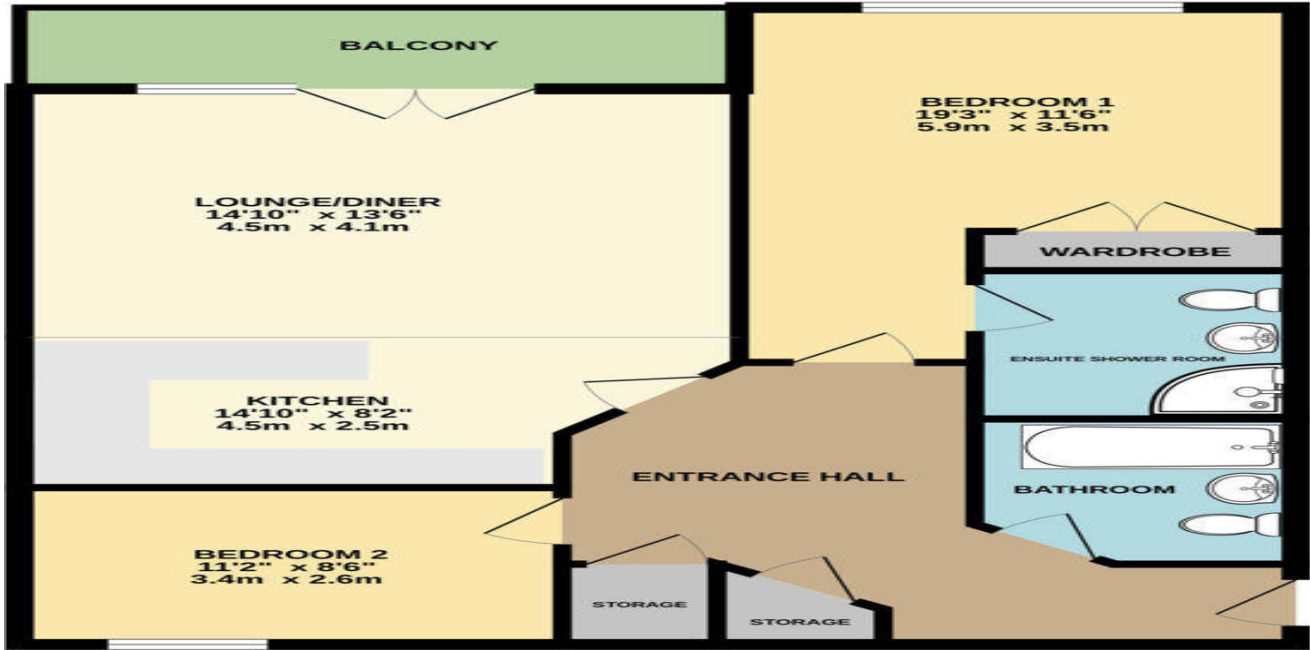 BALCONY
BEDROOM 1
19'3" x 11'6"
5.9m x 3.5m
LOUNGE/DINER
14'10" x 13'6"
4.5m x 4.1m
WARDROBE
ENSUITE SHOWER ROOM
KITCHEN
14'10" x 8'2"
4.5m x 2.5m
ENTRANCE HALL
BATHROOM
BEDROOM 2
11'2" x 8'6"
3.4m x 2.6m
STORAGE
STORAGE